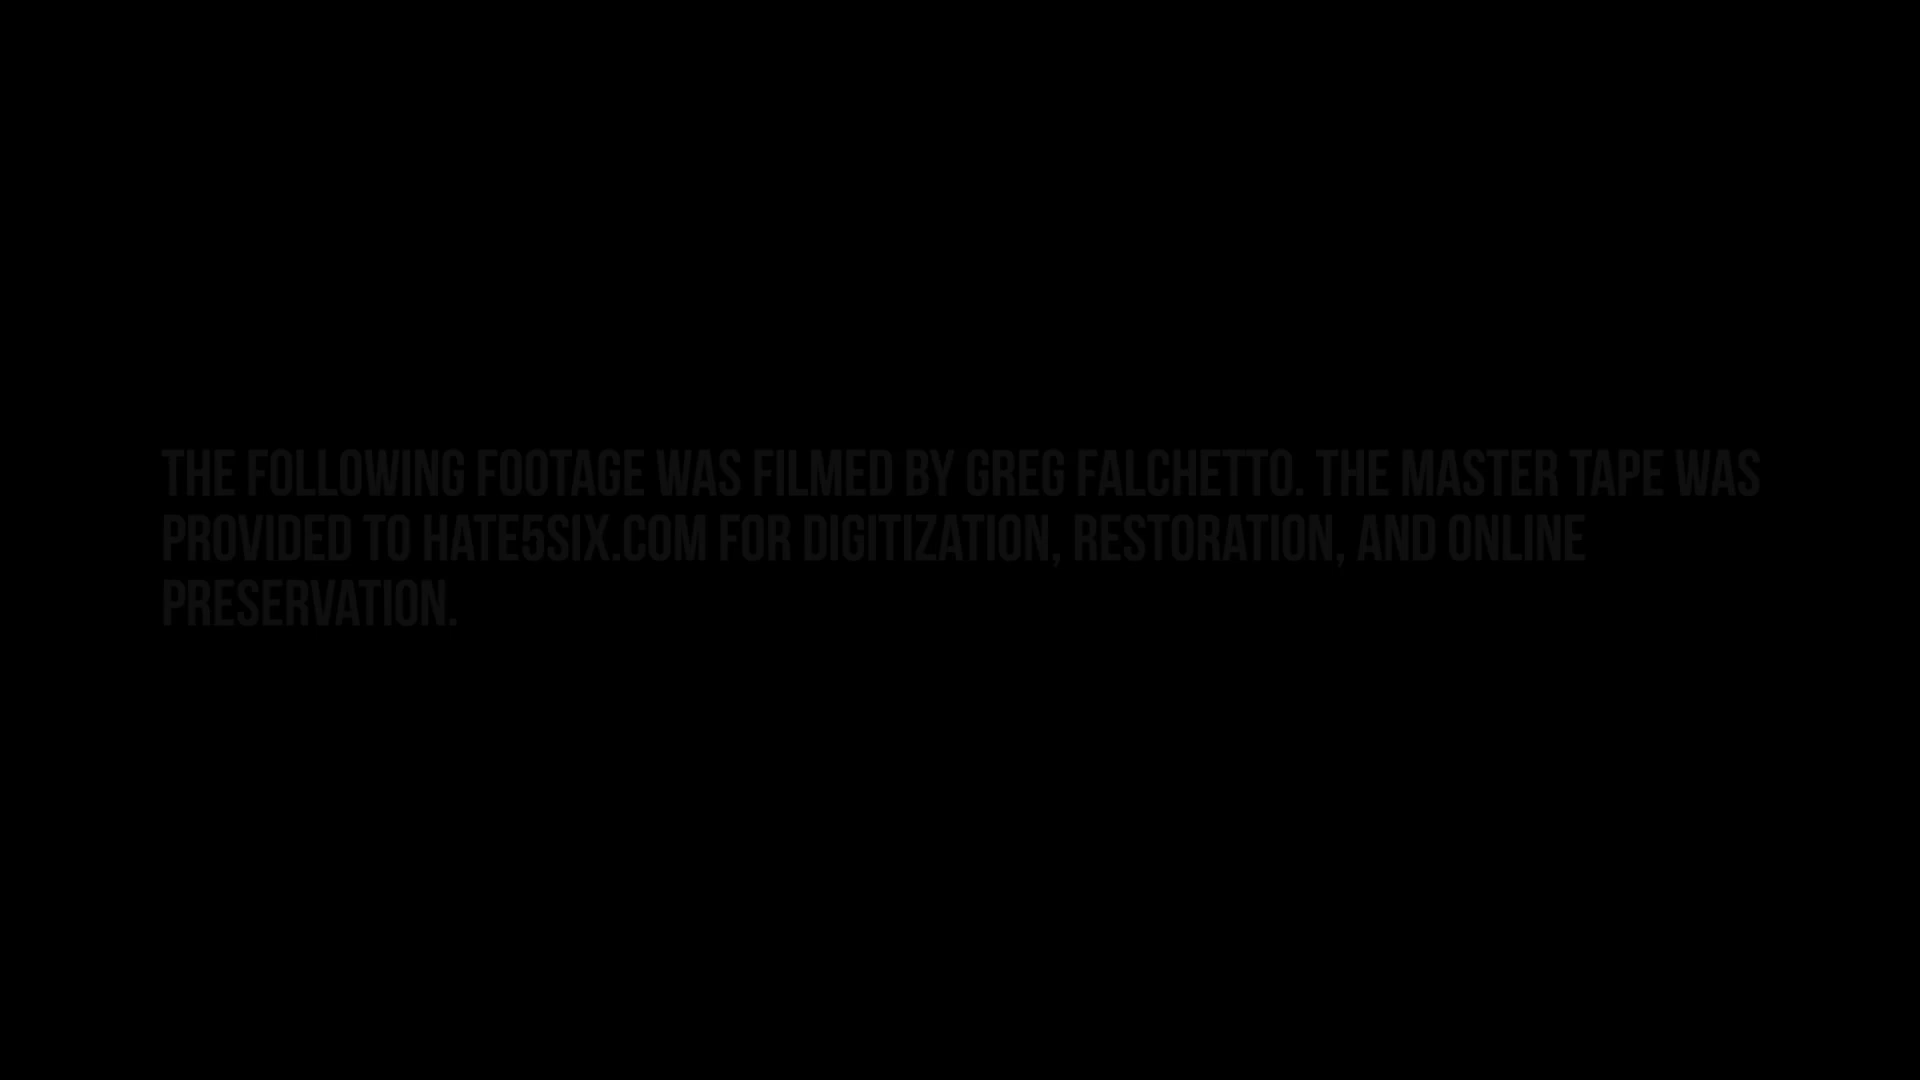 THE FOLLOWING FOOTAGE WAS FILMED BY GREG FALCHETTO. THE MASTER TAPE WAS
PROVIDED TO HATE5SIX.COM FOR DIGITIZATION, RESTORATION, AND ONLINE
PRESERVATION.